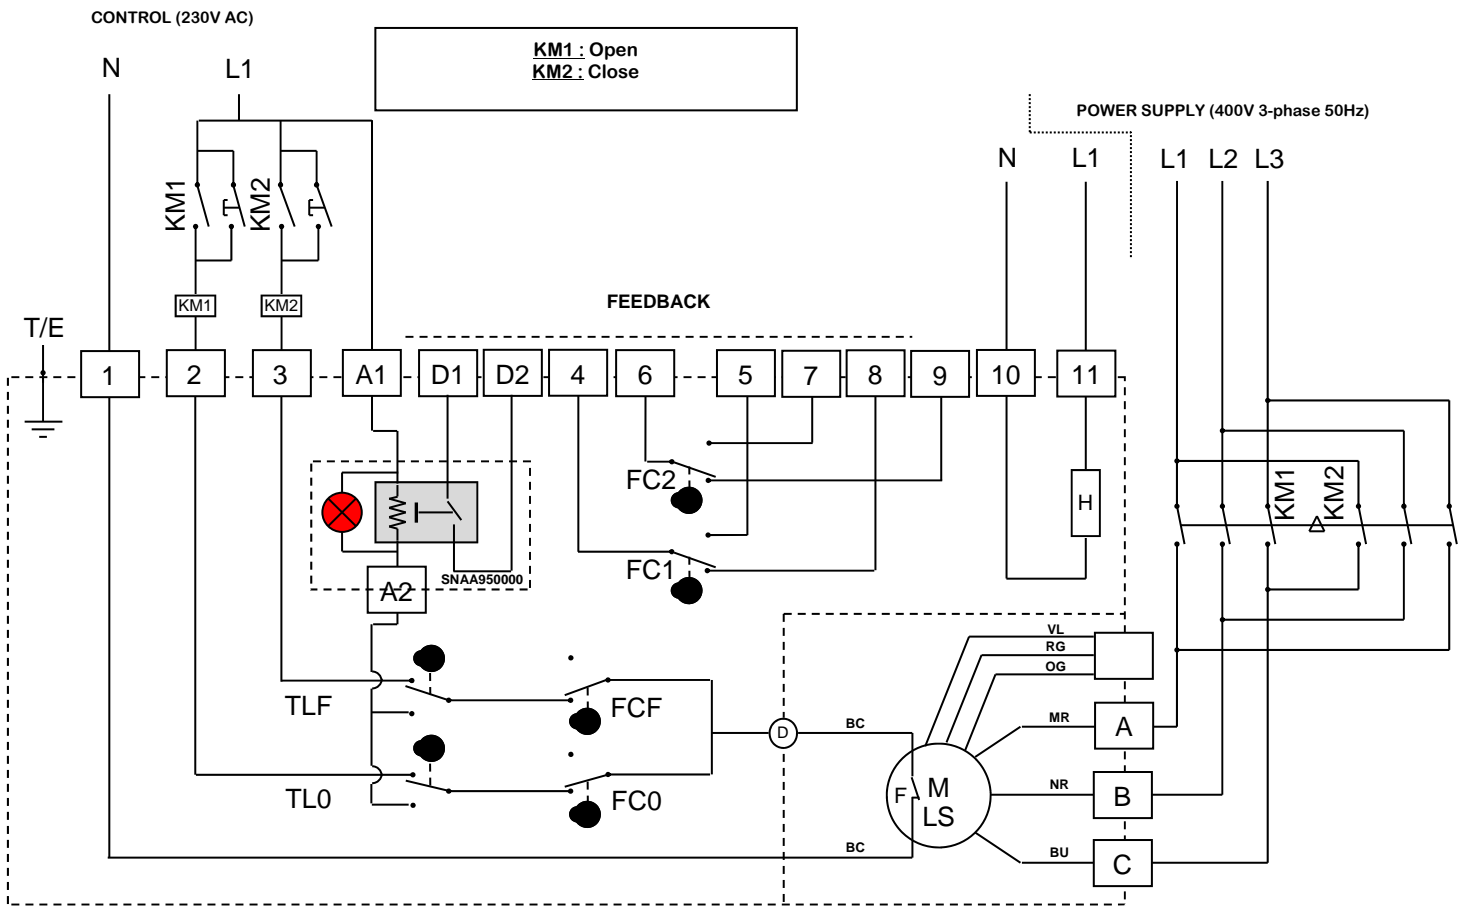 CONTROL (230V AC)
KM1 : Open
KM2 : Close
POWER SUPPLY (400V 3-phase 50Hz)
N
L1
N
L1
L1
L2
L3
KM1
KM2
KM1
KM2
FEEDBACK
T/E
1
2
3
A1
D1
D2
4
6
5
7
8
9
10
11
FC2
H
KM1
KM2
FC1
SNAA950000
A2
VL
RG
OG
TLF
FCF
D
BC
MR
A
TL0
FC0
F
M
LS
NR
B
BC
BU
C